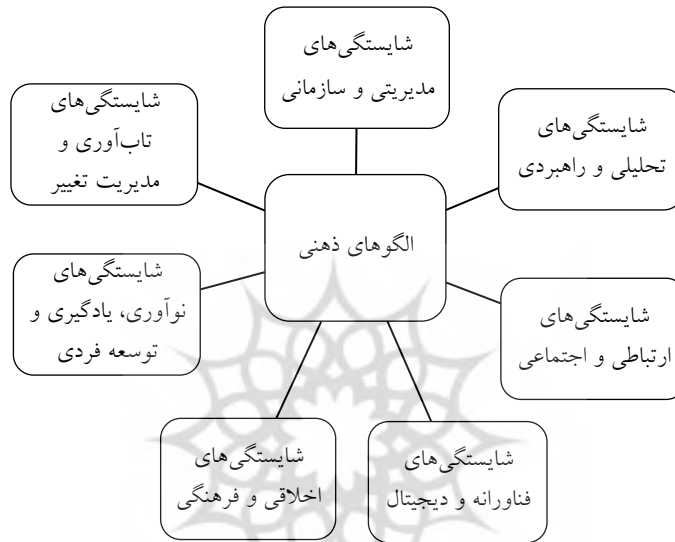 شایستگی‌های
مدیریتی و سازمانی
شایستگی‌های
تحلیلی و راهبردی
شایستگی‌های
ارتباطی و اجتماعی
شایستگی‌های
فناورانه و دیجیتال
شایستگی‌های
اخلاقی و فرهنگی
شایستگی‌های
نوآوری، یادگیری و
توسعه فردی
شایستگی‌های
تاب‌آوری و
مدیریت تغییر
الگوهای ذهنی